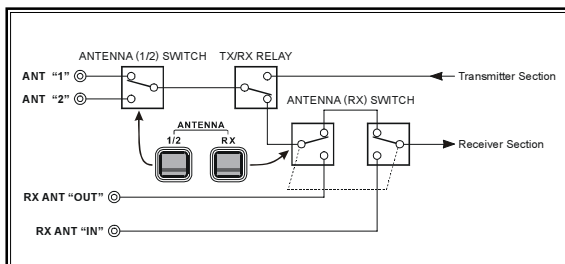 ANTENNA (1/2) SWITCH TX/RX RELAY
ANT "1"
Transmitter Section
ANT "2"
ANTENNA (RX) SWITCH
ANTENNA
1/2 RX
Receiver Section
RX ANT "OUT"
RX ANT "IN"